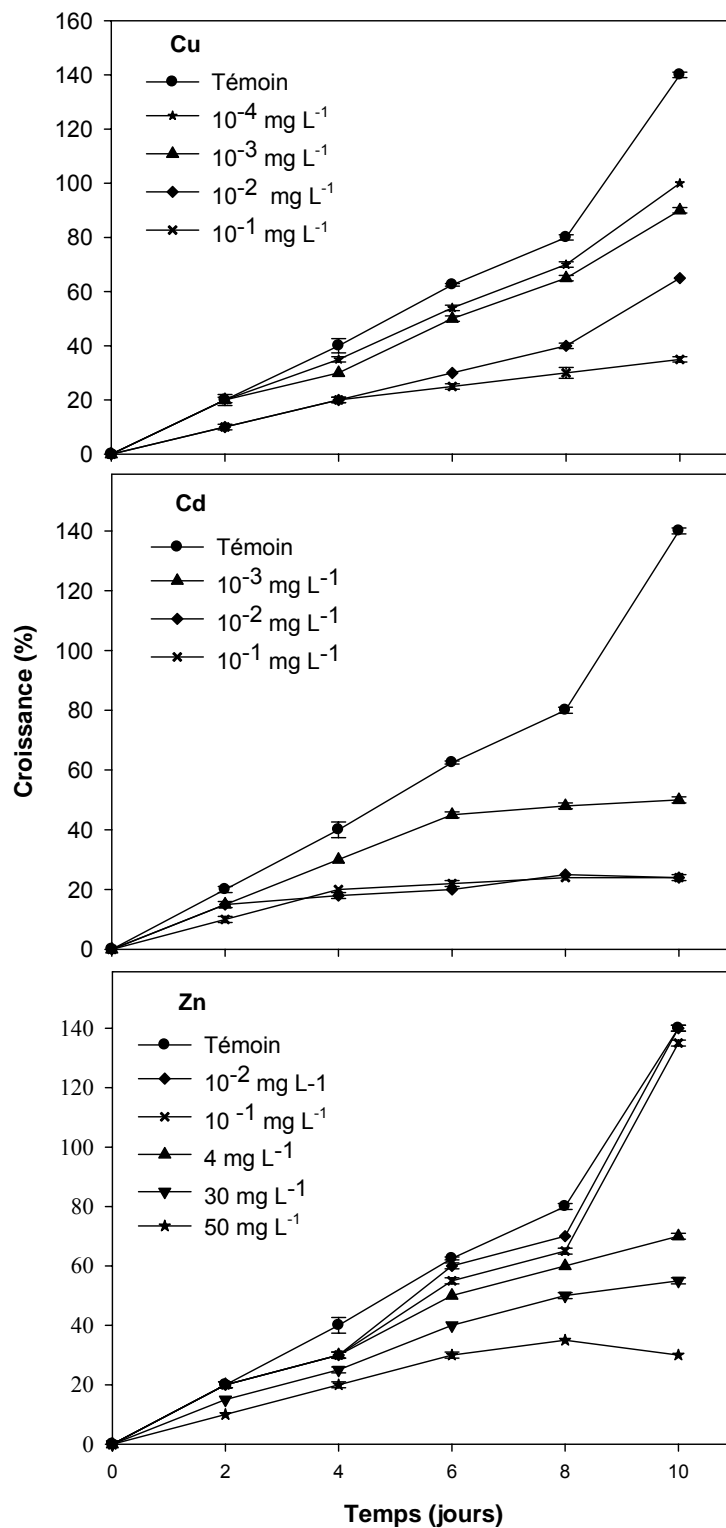 160
Cu
140
Témoin
10-4 mg L-1
120
10-3 mg L-1
100
10-2 mg L-1
10-1 mg L-1
80
60
40
20
0
Cd
140
Témoin
10-3 mg L-1
120
10-2 mg L-1
100
10-1 mg L-1
80
60
40
20
0
Croissance (%)
Zn
140
Témoin
10-2 mg L-1
120
10 -1 mg L-1
4 mg L-1
100
30 mg L-1
80
50 mg L-1
60
40
20
0
0 2 4 6 8 10
Temps (jours)